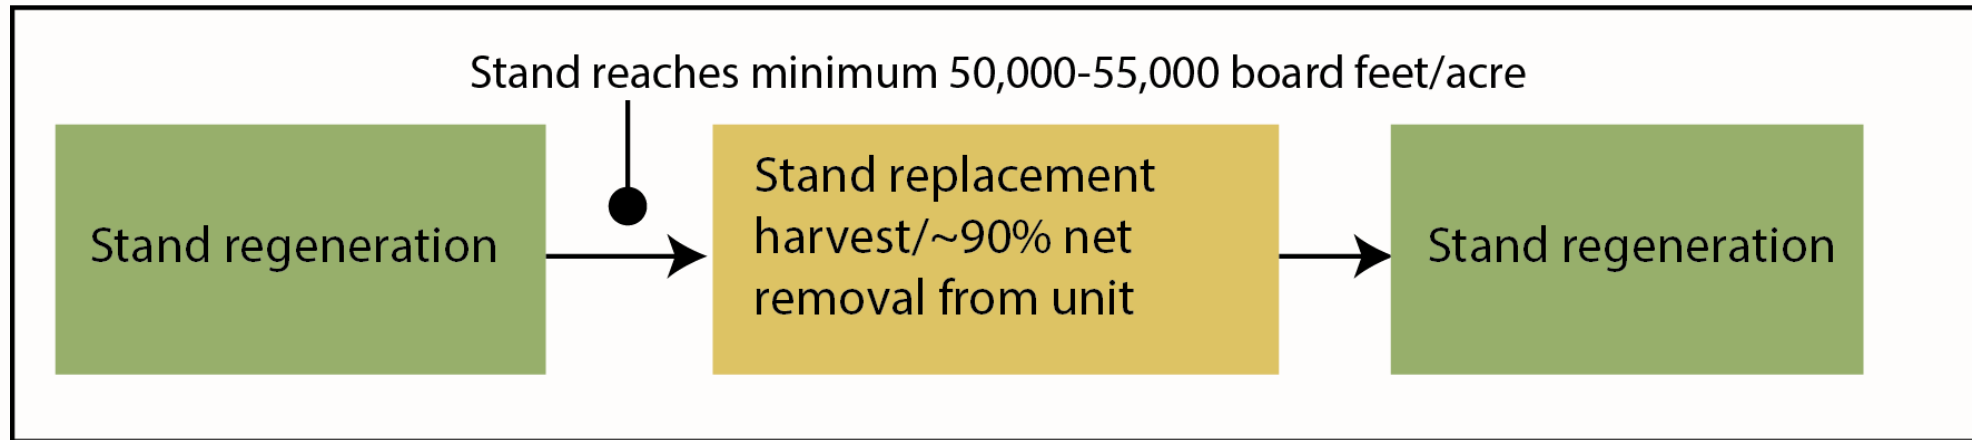 Stand reaches minimum 50,000-55,000 board feet/acre
Stand regeneration
Stand replacement
harvest/~90% net
removal from unit
Stand regeneration